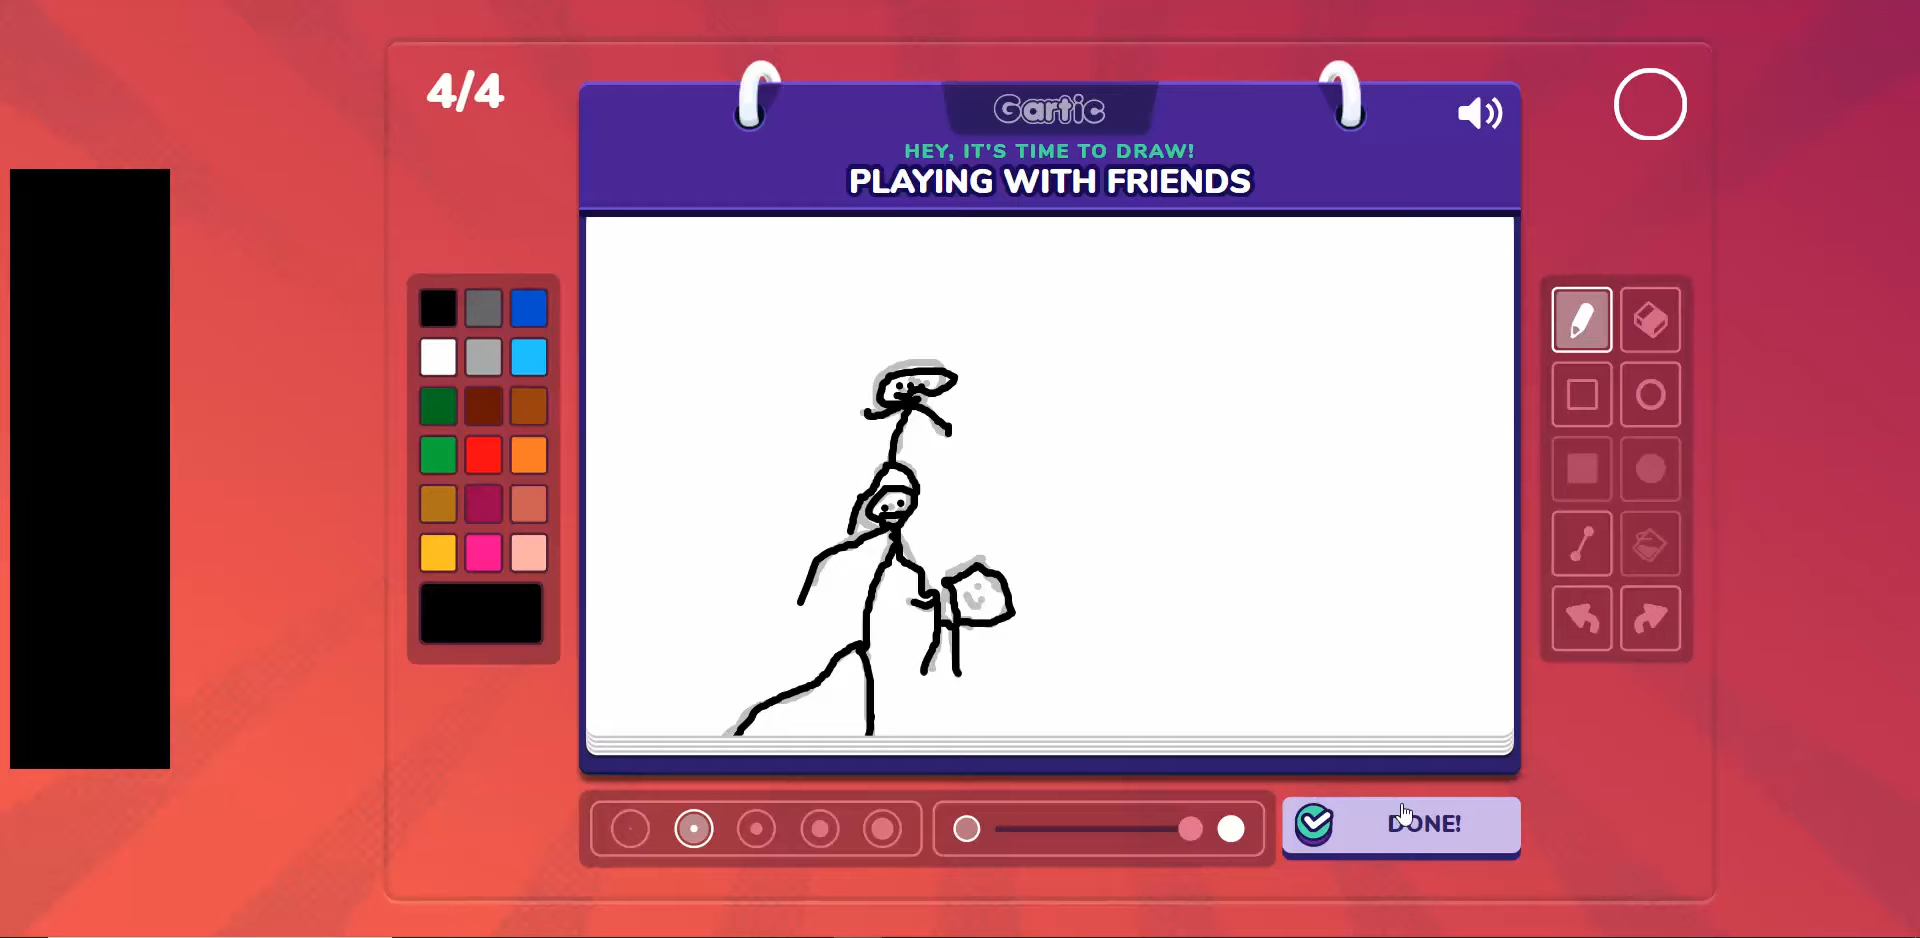 4/4
Gartic
HEY, IT'S TIME TO DRAW!
PLAYING WITH FRIENDS
DONE!